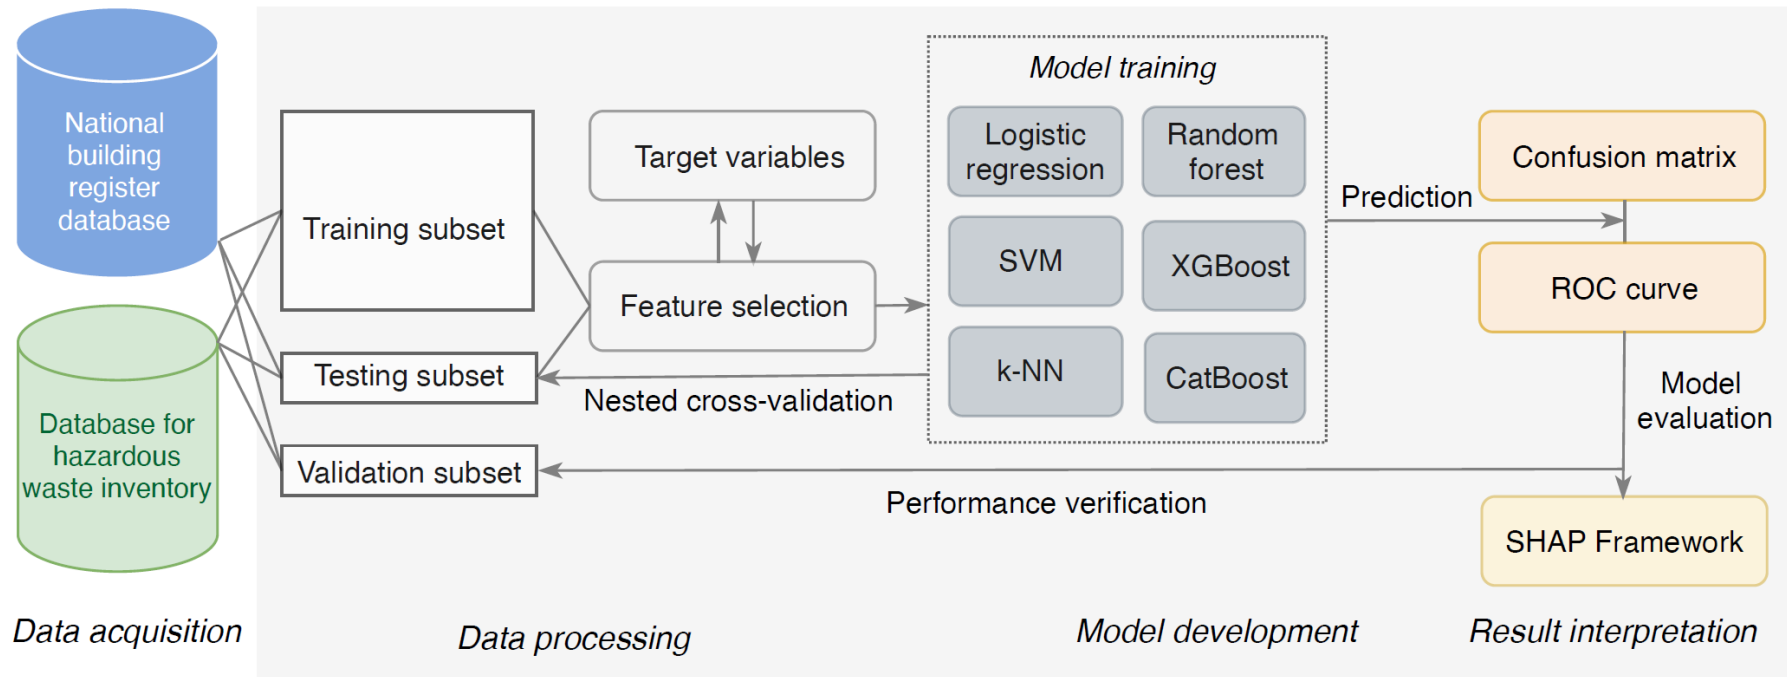 National
building
register
database
Database for
hazardous
waste inventory
Data acquisition
Training subset
Testing subset
Validation subset
Target variables
Feature selection
Nested cross-validation
Performance verification
Data processing
Model training
Logistic
regression
Random
forest
SVM
XGBoost
k-NN
CatBoost
Model development
Prediction
Confusion matrix
ROC curve
Model
evaluation
SHAP Framework
Result interpretation